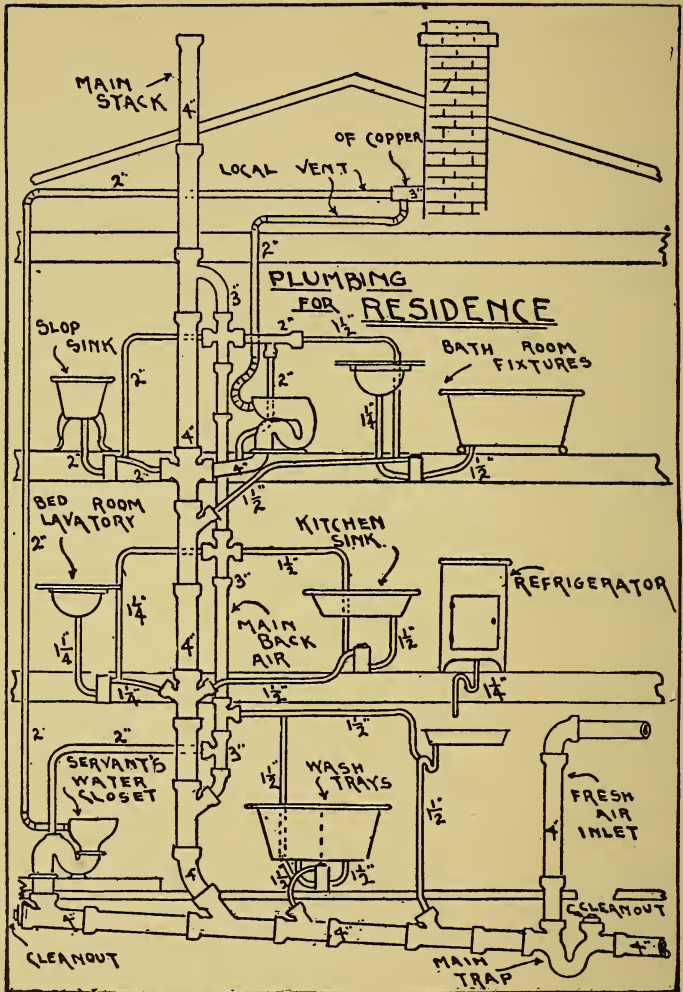 MAIN
STACK
4"
OF COPPER
LOCAL VENT
2"
3"
2"
PLUMBING
FOR RESIDENCE
3"
SLOP
SINK
2"
1½"
BATH ROOM
FIXTURES
2"
2"
1¼"
4"
2"
2"
4"
1½"
1½"
BED ROOM
LAVATORY
KITCHEN
SINK
2"
1½"
REFRIGERATOR
1¼"
3"
MAIN
BACK
AIR
1½"
1¼"
4"
1¼"
1½"
1¼"
1½"
2"
2"
3"
SERVANT'S
WATER
CLOSET
1½"
WASH
TRAYS
1½"
FRESH
AIR
INLET
4"
4"
1½"
1½"
CLEANOUT
4"
4"
4"
CLEANOUT
MAIN
TRAP